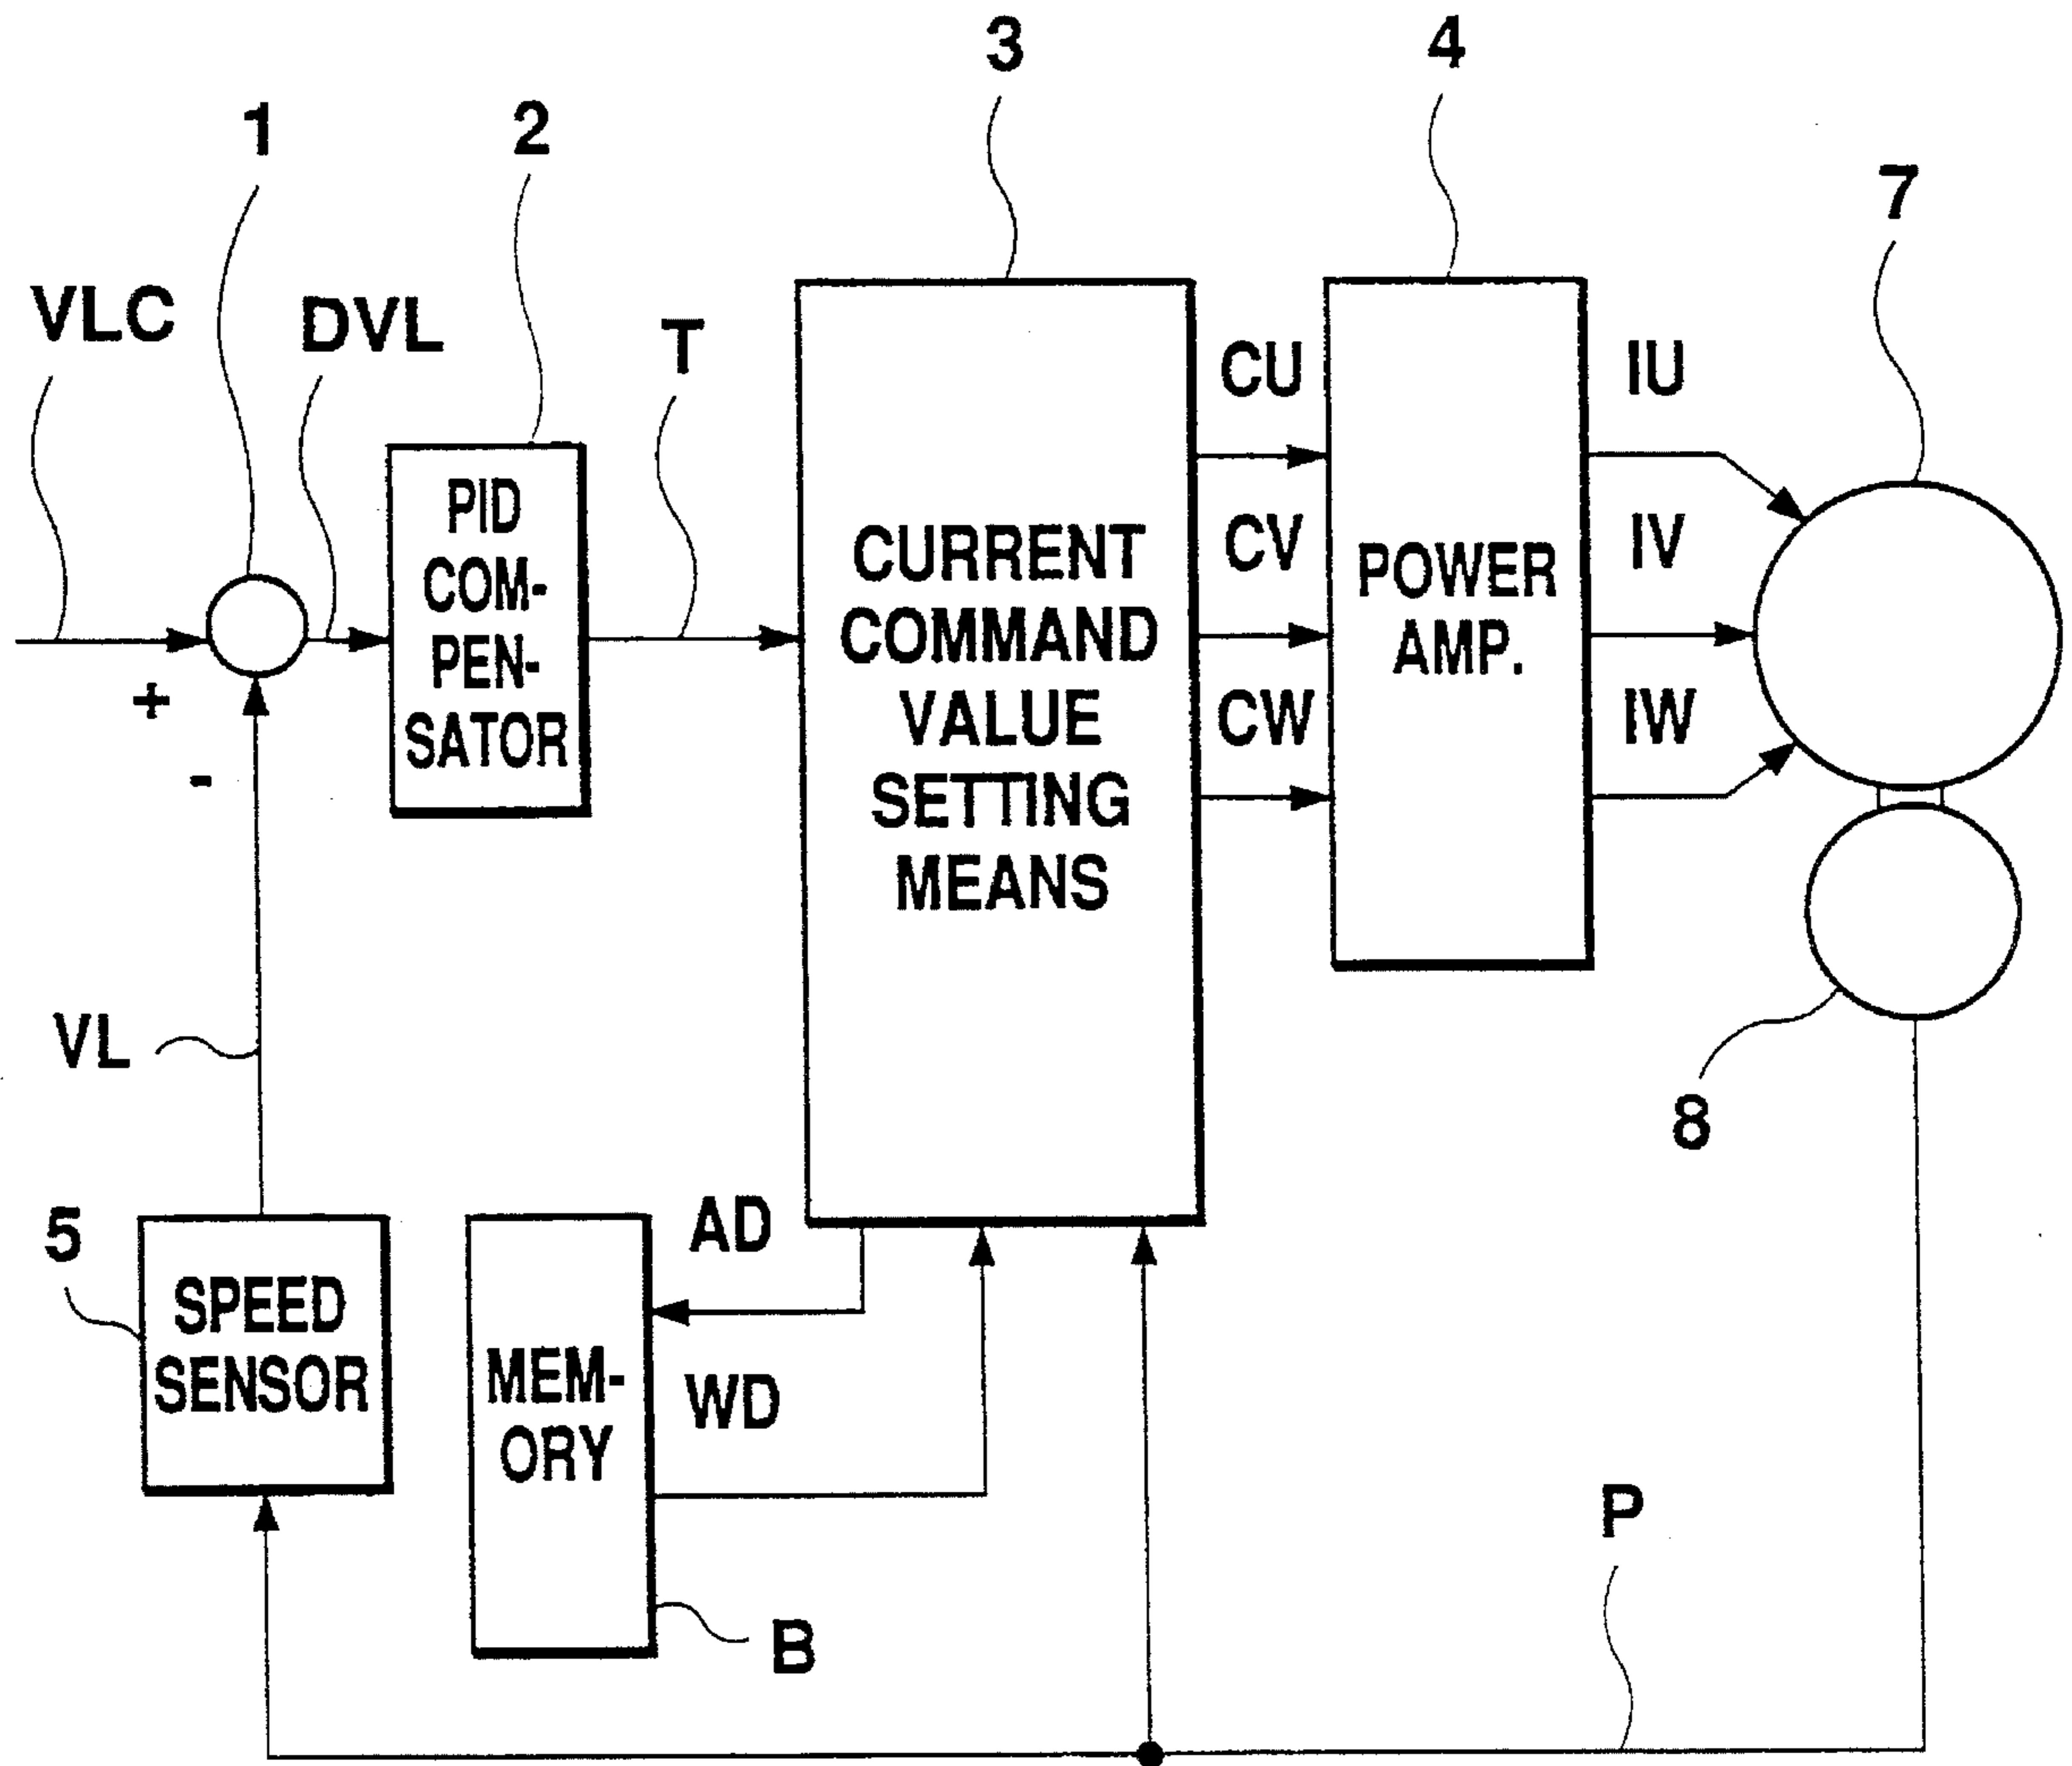 3
4
1
2
7
VLC
DVL
T
CU
IU
PID
COM-
PEN-
SATOR
CURRENT
COMMAND
VALUE
SETTING
MEANS
CV
POWER
AMP.
IV
CW
IW
+
-
VL
8
5
SPEED
SENSOR
AD
MEM-
ORY
WD
B
P